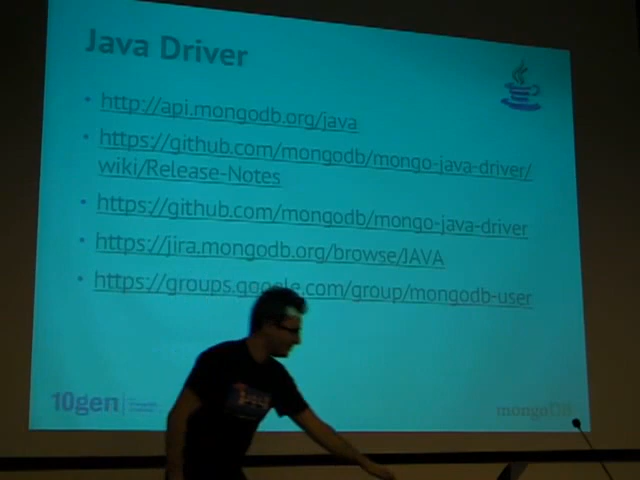 Java Driver
http://api.mongodb.org/java
https://github.com/mongodb/mongo-java-driver/
wiki/Release-Notes
https://github.com/mongodb/mongo-java-driver
https://jira.mongodb.org/browse/JAVA
https://groups.google.com/group/mongodb-user
10gen
mongoDB